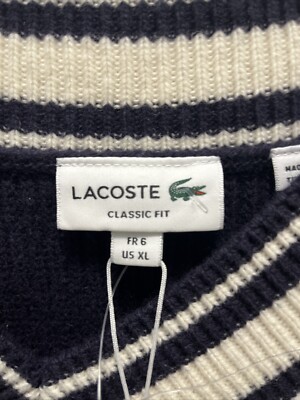 LACOSTE
CLASSIC FIT
FR 6
US XL